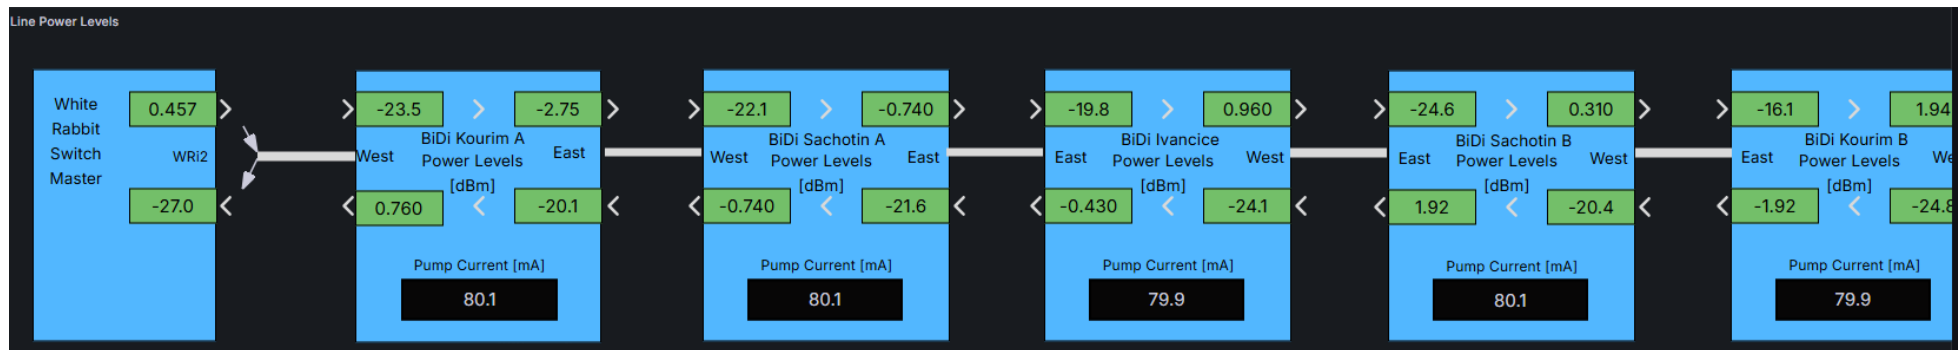 Line Power Levels
White
Rabbit
Switch
Master
0.457
WRi2
-27.0
-23.5
-2.75
BiDi Kourim A
West
Power Levels
East
[dBm]
0.760
-20.1
Pump Current [mA]
80.1
-22.1
-0.740
BiDi Sachotin A
West
Power Levels
East
[dBm]
-0.740
-21.6
Pump Current [mA]
80.1
-19.8
0.960
BiDi Ivancice
East
Power Levels
West
[dBm]
-0.430
-24.1
Pump Current [mA]
79.9
-24.6
0.310
BiDi Sachotin B
East
Power Levels
West
[dBm]
1.92
-20.4
Pump Current [mA]
80.1
-16.1
1.94
BiDi Kourim B
East
Power Levels
[dBm]
-1.92
-24.8
Pump Current [mA]
79.9